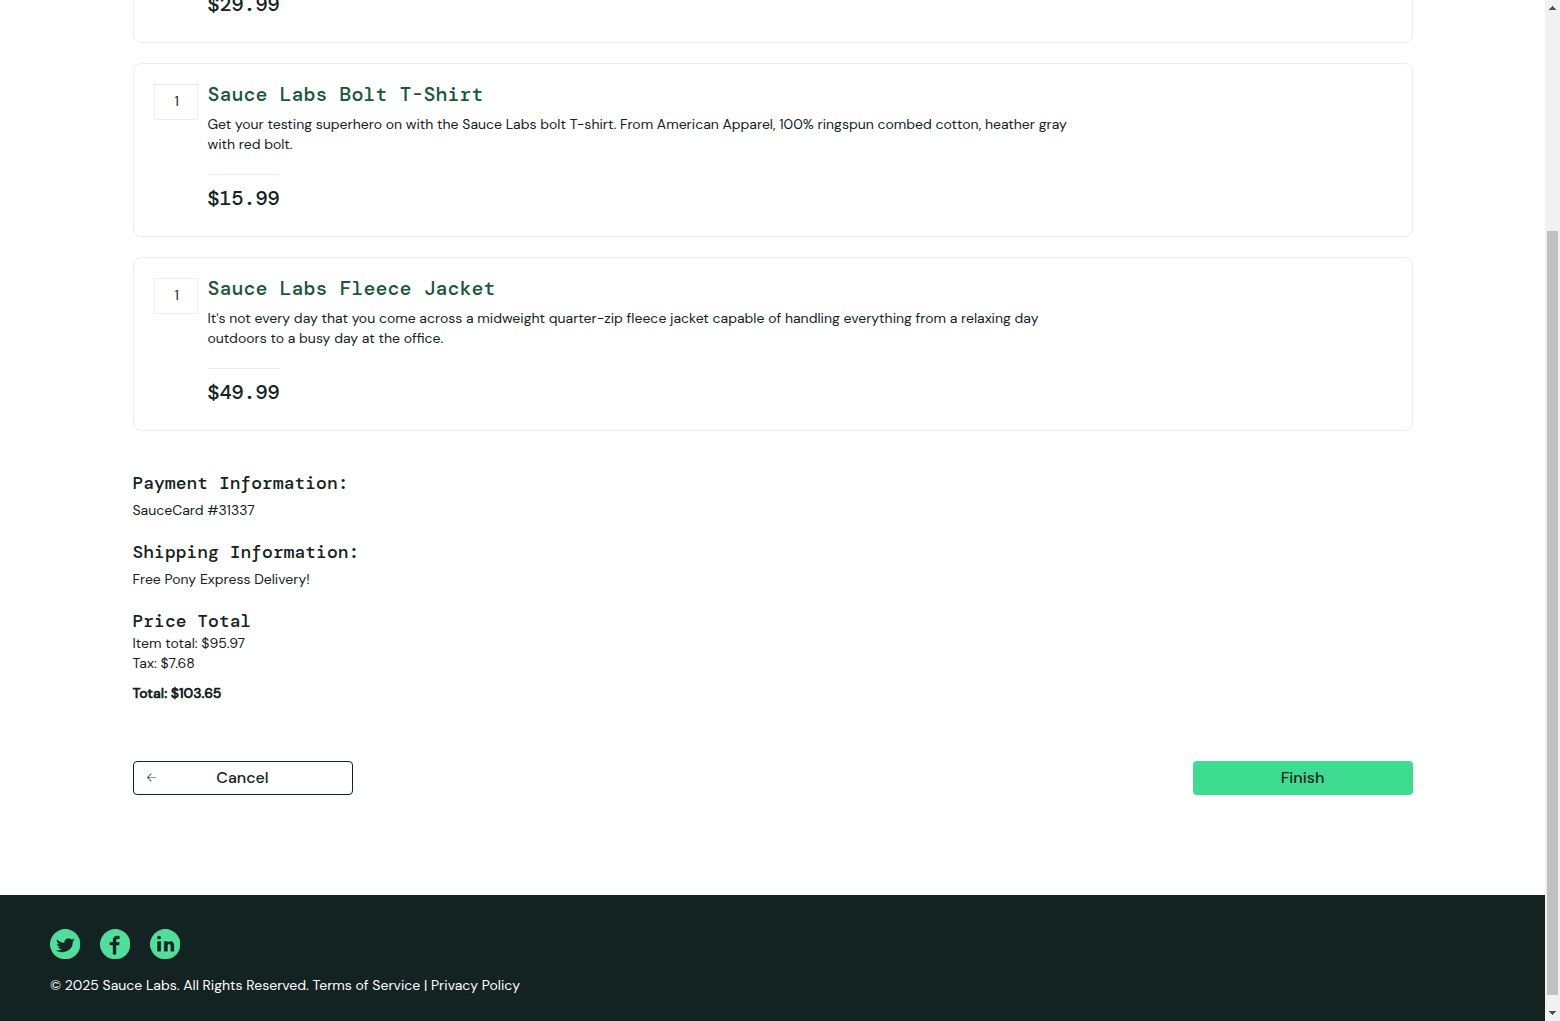 $29.99
1
Sauce Labs Bolt T-Shirt
Get your testing superhero on with the Sauce Labs bolt T-shirt. From American Apparel, 100% ringspun combed cotton, heather gray
with red bolt.
$15.99
1
Sauce Labs Fleece Jacket
It's not every day that you come across a midweight quarter-zip fleece jacket capable of handling everything from a relaxing day
outdoors to a busy day at the office.
$49.99
Payment Information:
SauceCard #31337
Shipping Information:
Free Pony Express Delivery!
Price Total
Item total: $95.97
Tax: $7.68
Total: $103.65
Cancel
Finish
© 2025 Sauce Labs. All Rights Reserved. Terms of Service | Privacy Policy